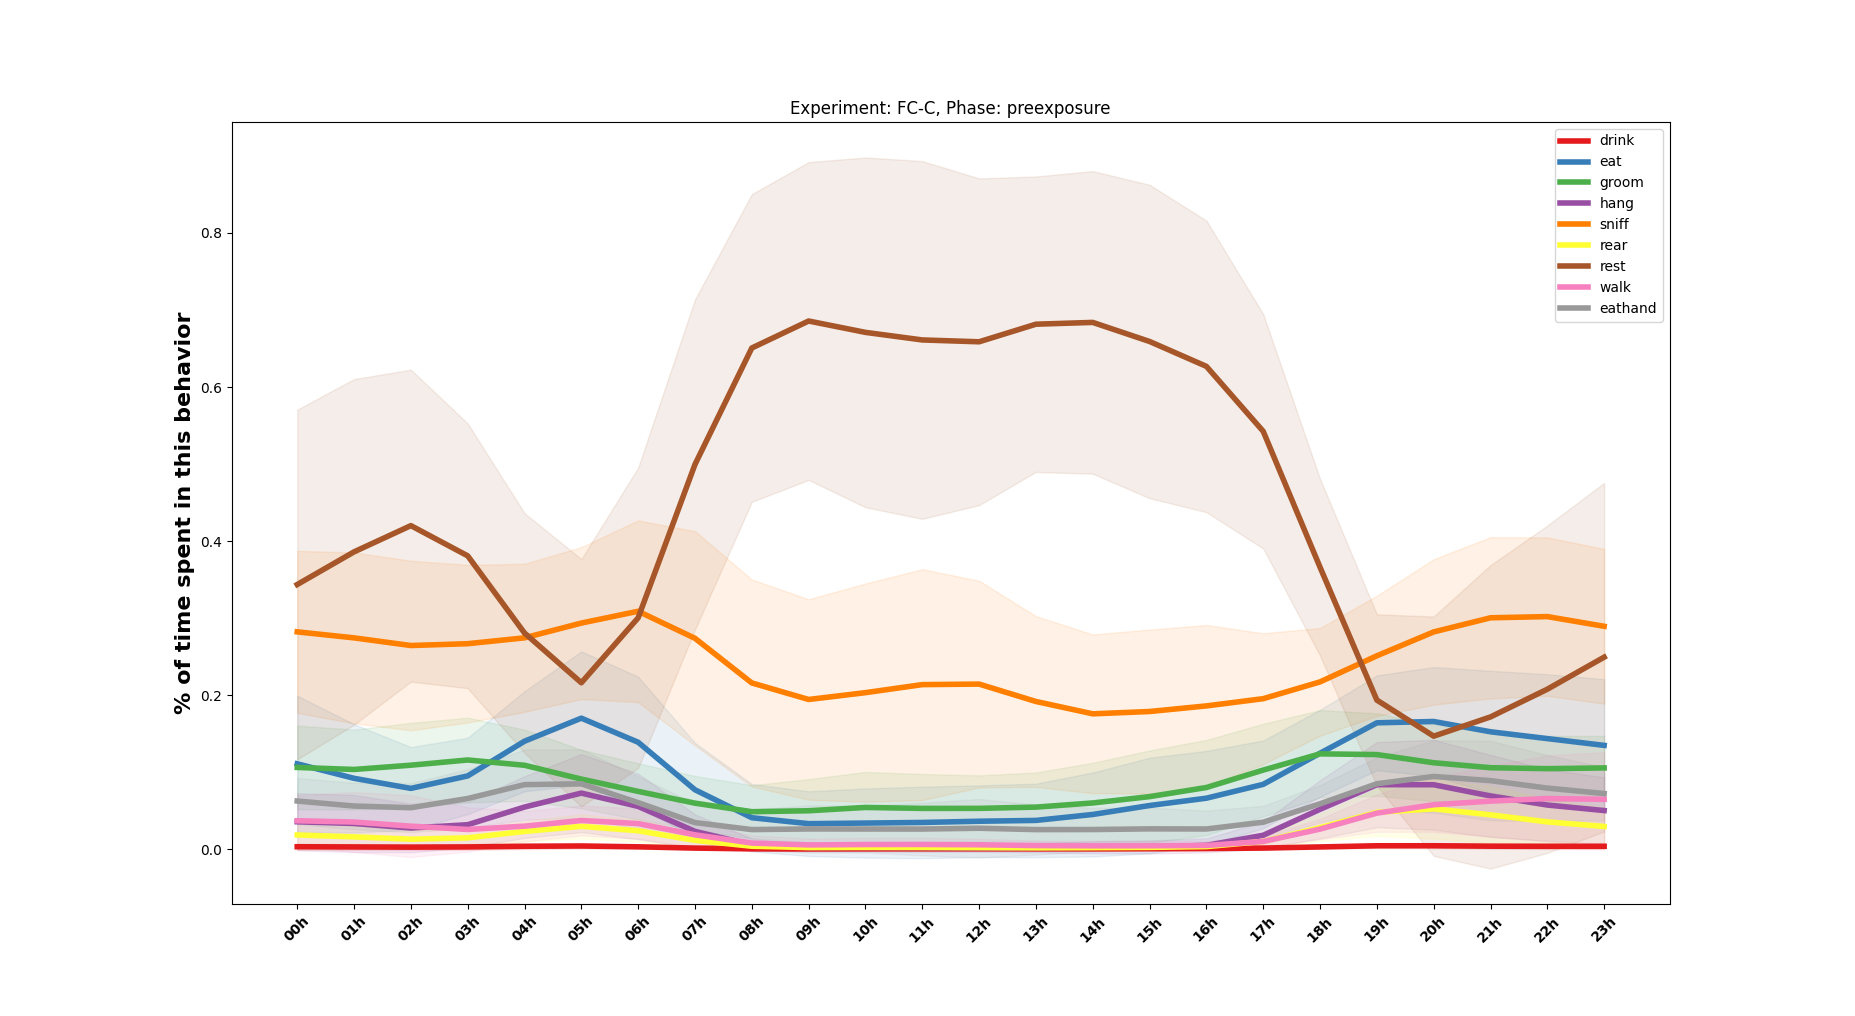 Experiment: FC-C, Phase: preexposure
drink
eat
groom
hang
sniff
rear
rest
walk
eathand
% of time spent in this behavior
0.8
0.6
0.4
0.2
0.0
00h 01h 02h 03h 04h 05h 06h 07h 08h 09h 10h 11h 12h 13h 14h 15h 16h 17h 18h 19h 20h 21h 22h 23h